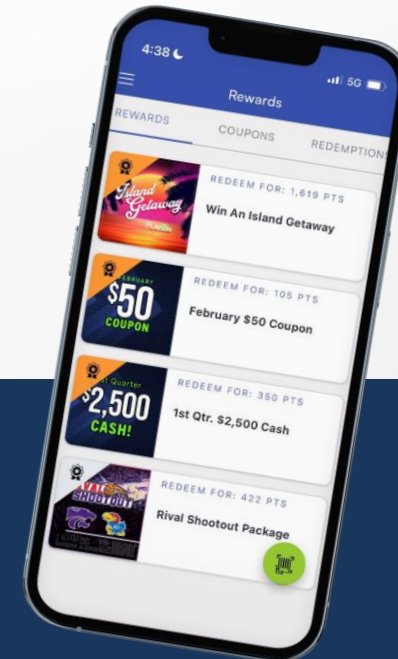 4:38
5G
Rewards
REWARDS
COUPONS
REDEMPTIONS
Island
Getaway
REDEEM FOR: 1,619 PTS
Win An Island Getaway
FEBRUARY
$50
COUPON
REDEEM FOR: 105 PTS
February $50 Coupon
1st Quarter
$2,500
CASH!
REDEEM FOR: 350 PTS
1st Qtr. $2,500 Cash
RIVAL
SHOOTOUT
REDEEM FOR: 422 PTS
Rival Shootout Package